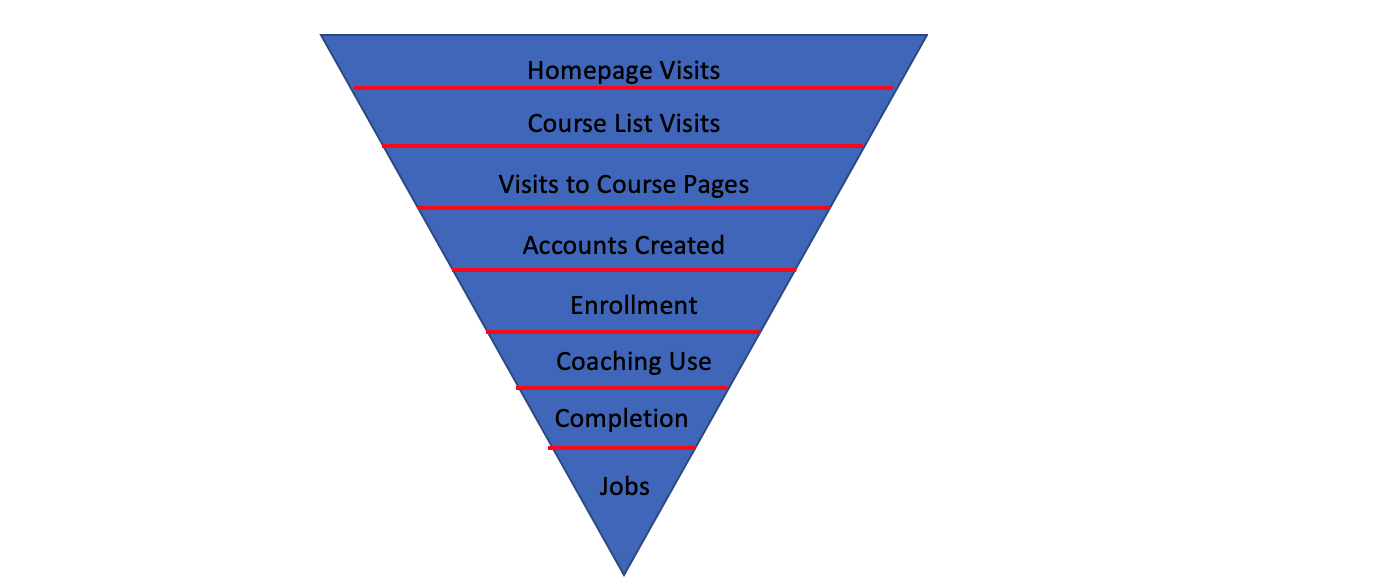 Homepage Visits
Course List Visits
Visits to Course Pages
Accounts Created
Enrollment
Coaching Use
Completion
Jobs